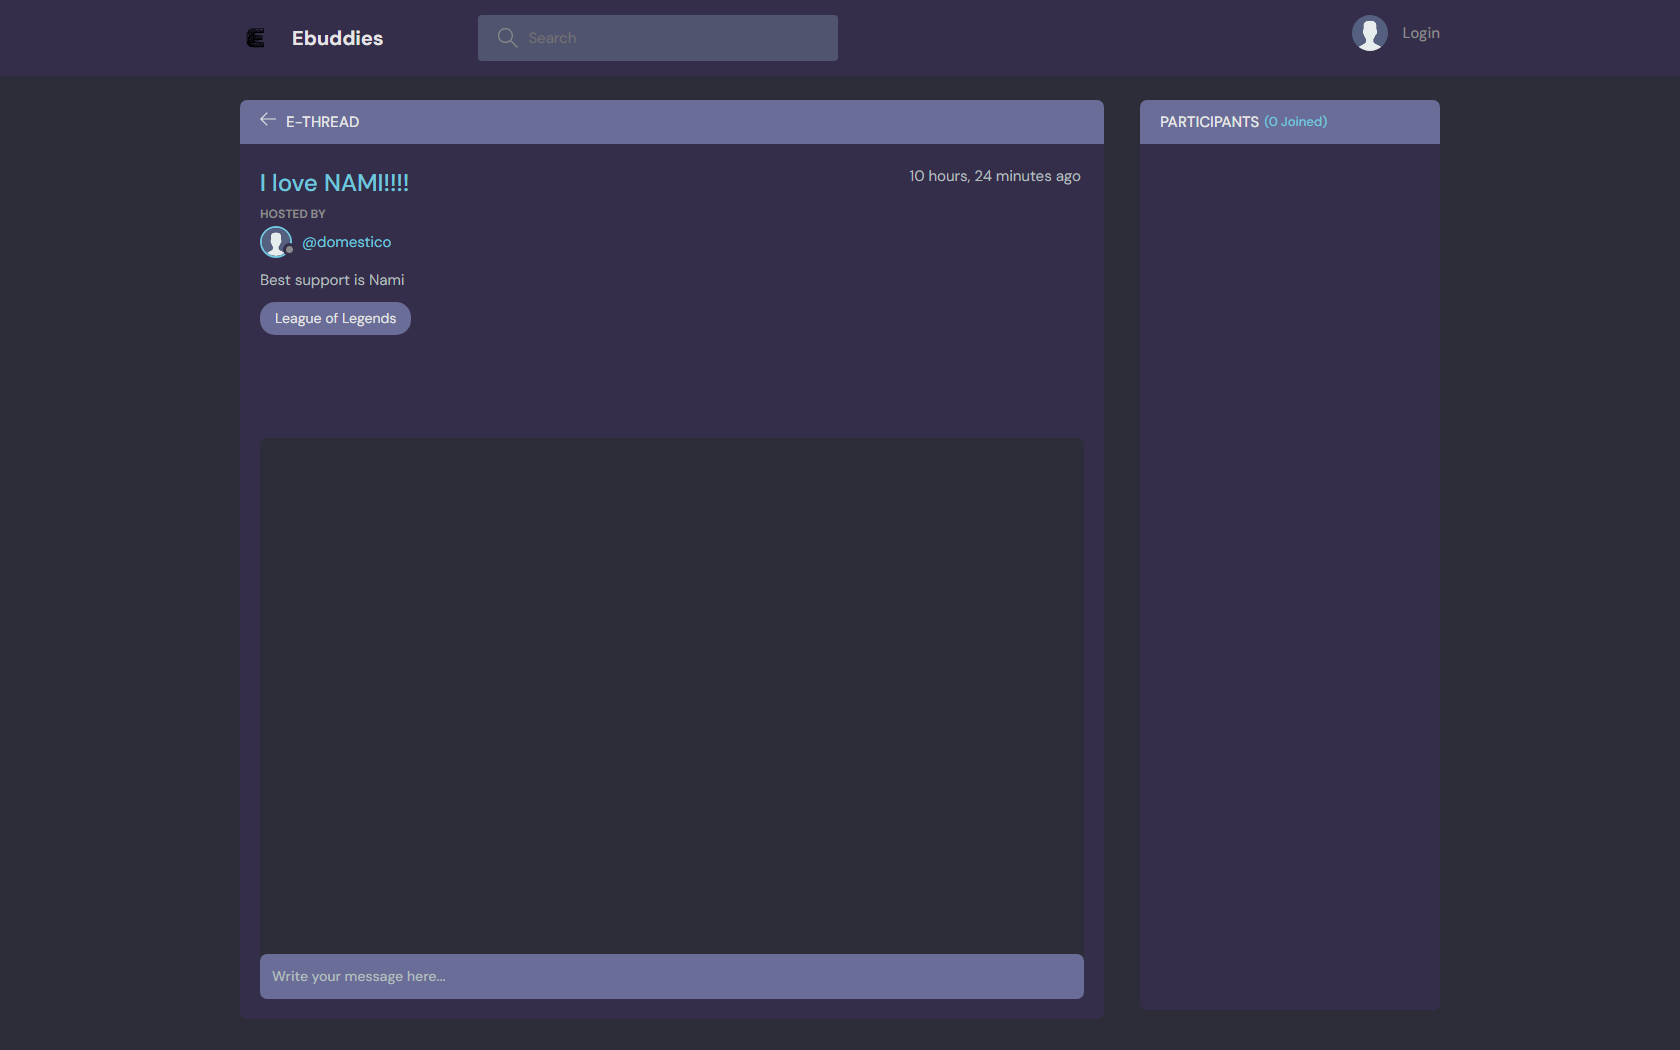 Ebuddies
Search
Login
E-THREAD
I love NAMI!!!!
10 hours, 24 minutes ago
HOSTED BY
@domestico
Best support is Nami
League of Legends
Write your message here...
PARTICIPANTS (0 Joined)